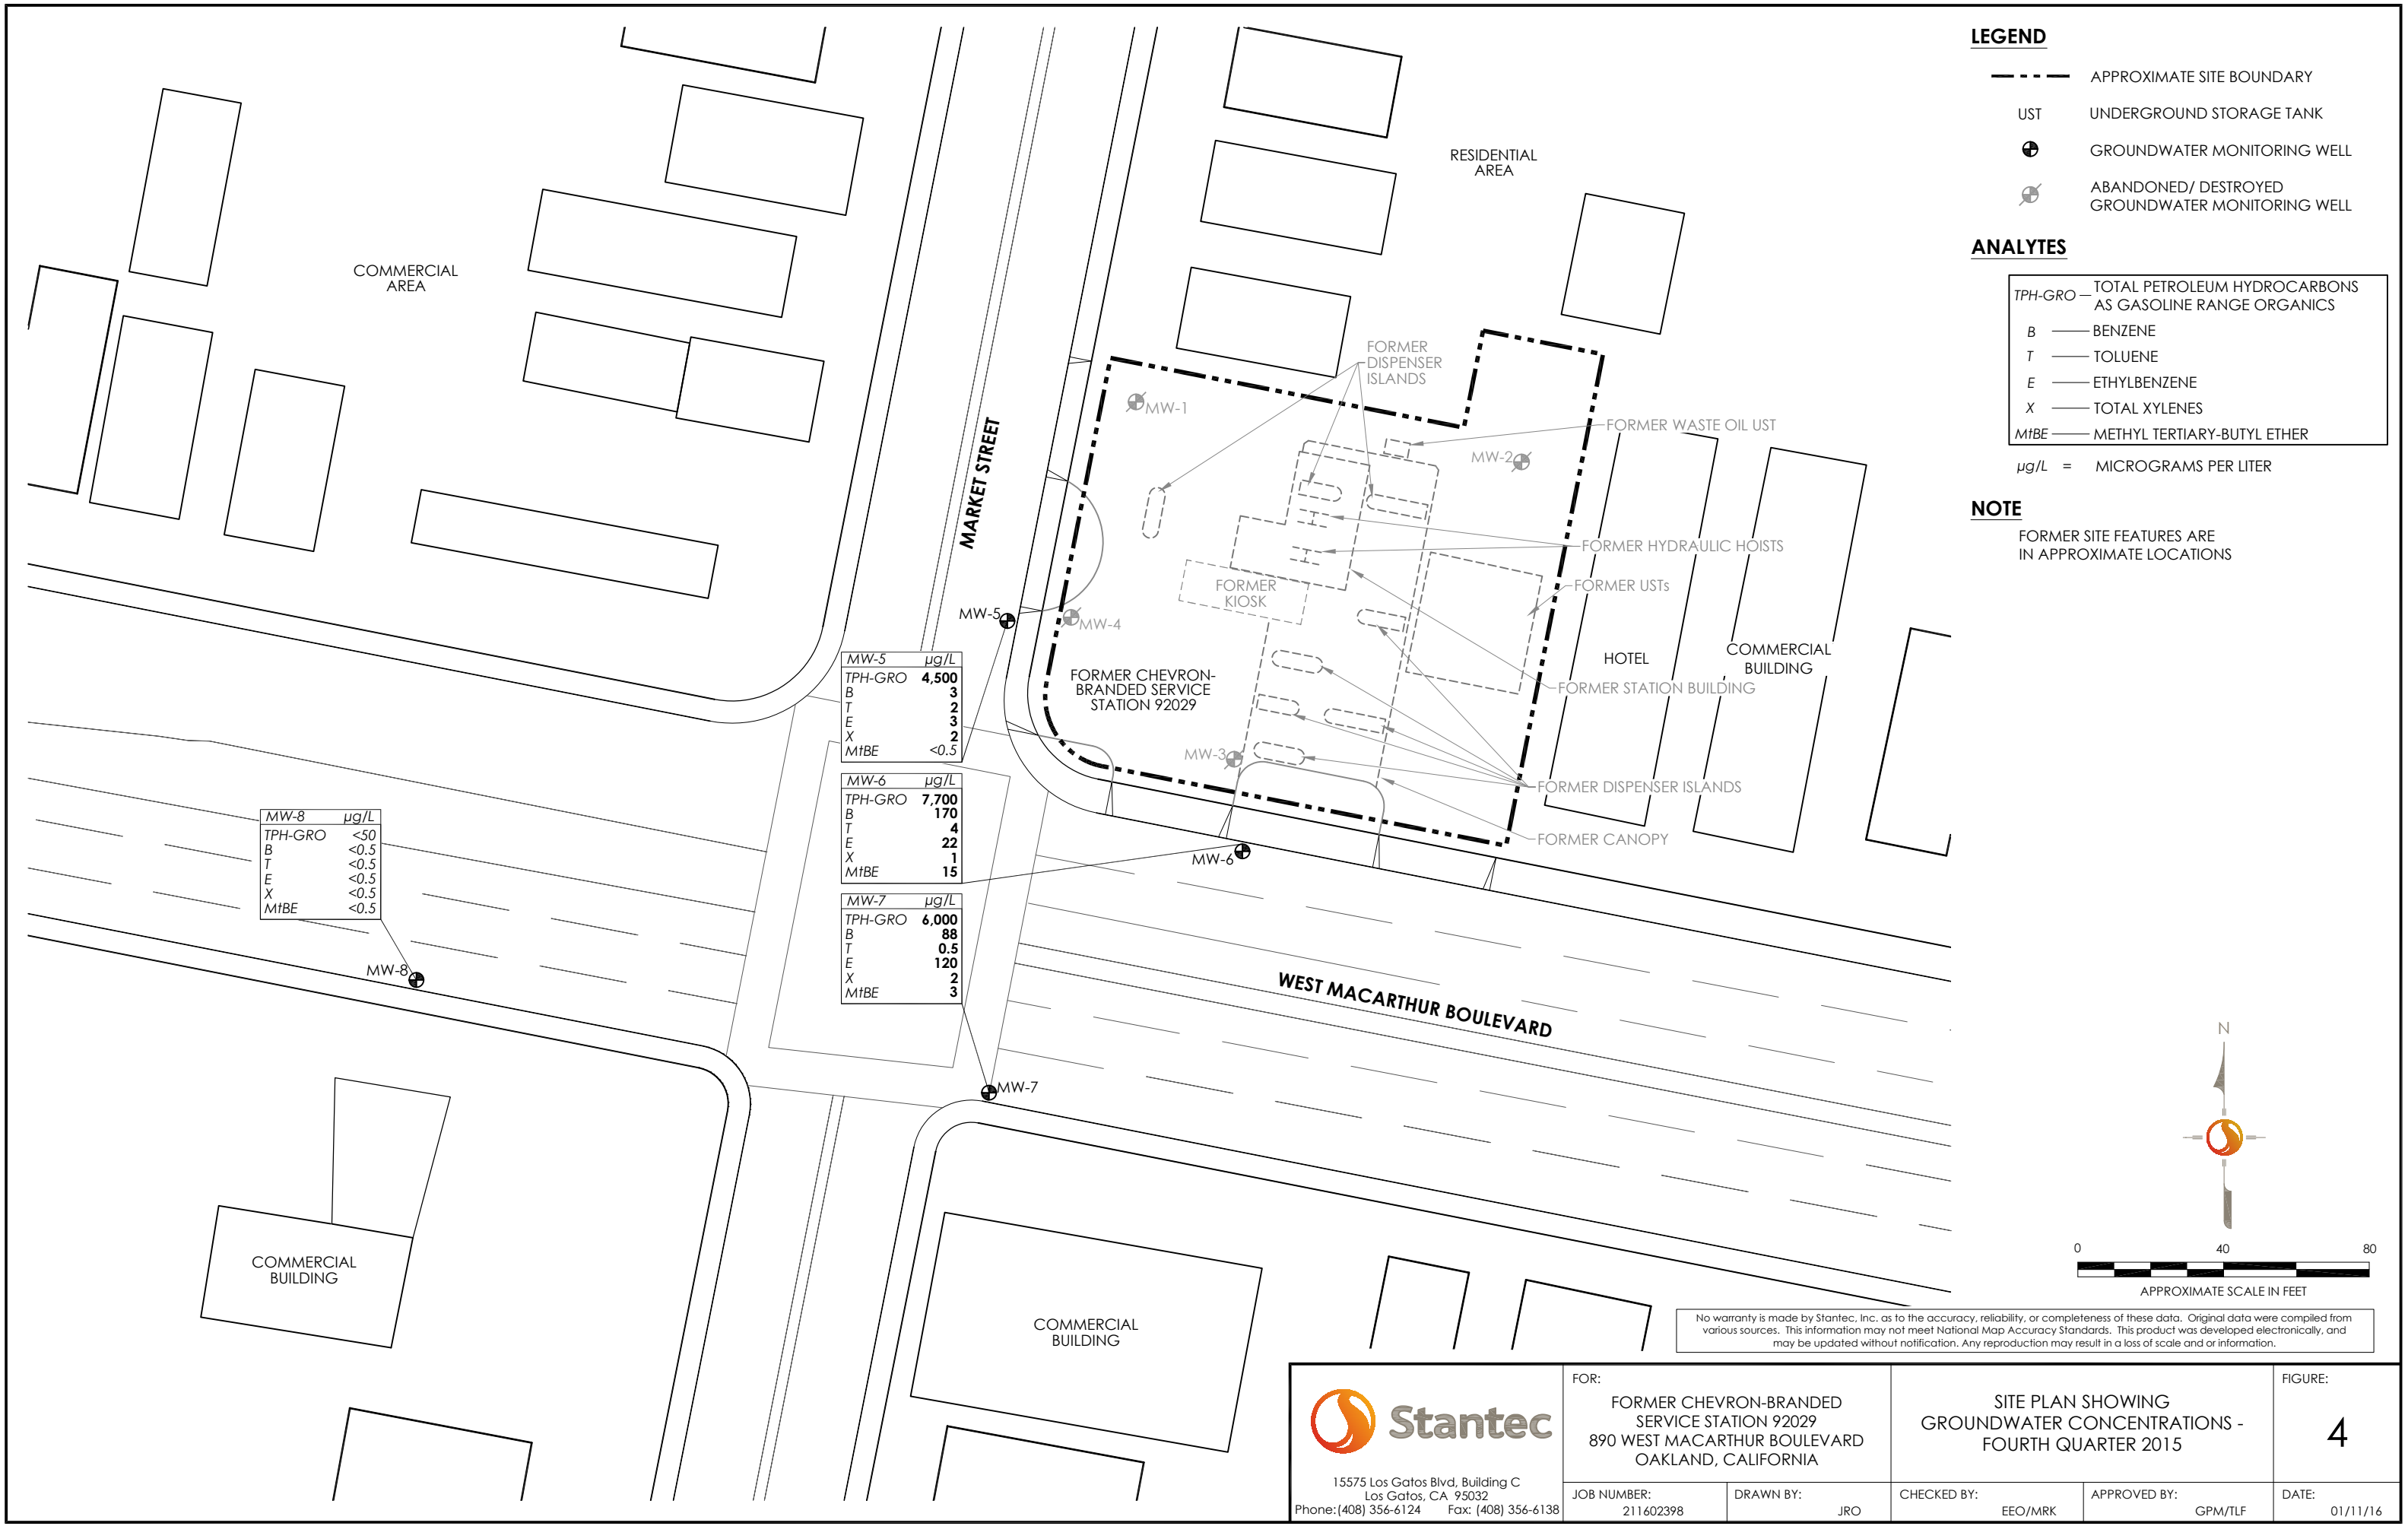 LEGEND
APPROXIMATE SITE BOUNDARY
UST UNDERGROUND STORAGE TANK
GROUNDWATER MONITORING WELL
ABANDONED/ DESTROYED
GROUNDWATER MONITORING WELL
ANALYTES
TPH-GRO TOTAL PETROLEUM HYDROCARBONS
AS GASOLINE RANGE ORGANICS
B BENZENE
T TOLUENE
E ETHYLBENZENE
X TOTAL XYLENES
MtBE METHYL TERTIARY-BUTYL ETHER
µg/L = MICROGRAMS PER LITER
NOTE
FORMER SITE FEATURES ARE
IN APPROXIMATE LOCATIONS
RESIDENTIAL
AREA
COMMERCIAL
AREA
MARKET STREET
FORMER
DISPENSER
ISLANDS
MW-1
FORMER WASTE OIL UST
MW-2
FORMER HYDRAULIC HOISTS
FORMER USTs
FORMER
KIOSK
MW-5
MW-4
HOTEL
COMMERCIAL
BUILDING
FORMER CHEVRON-
BRANDED SERVICE
STATION 92029
FORMER STATION BUILDING
MW-3
FORMER DISPENSER ISLANDS
FORMER CANOPY
MW-6
MW-5 µg/L
TPH-GRO 4,500
B 3
T 2
E 3
X 2
MtBE <0.5
MW-6 µg/L
TPH-GRO 7,700
B 170
T 4
E 22
X 1
MtBE 15
MW-7 µg/L
TPH-GRO 6,000
B 88
T 0.5
E 120
X 2
MtBE 3
MW-8 µg/L
TPH-GRO <50
B <0.5
T <0.5
E <0.5
X <0.5
MtBE <0.5
MW-8
WEST MACARTHUR BOULEVARD
MW-7
COMMERCIAL
BUILDING
COMMERCIAL
BUILDING
N
0 40 80
APPROXIMATE SCALE IN FEET
No warranty is made by Stantec, Inc. as to the accuracy, reliability, or completeness of these data. Original data were compiled from
various sources. This information may not meet National Map Accuracy Standards. This product was developed electronically, and
may be updated without notification. Any reproduction may result in a loss of scale and or information.
Stantec
15575 Los Gatos Blvd, Building C
Los Gatos, CA 95032
Phone:(408) 356-6124 Fax: (408) 356-6138
FOR:
FORMER CHEVRON-BRANDED
SERVICE STATION 92029
890 WEST MACARTHUR BOULEVARD
OAKLAND, CALIFORNIA
SITE PLAN SHOWING
GROUNDWATER CONCENTRATIONS -
FOURTH QUARTER 2015
FIGURE:
4
JOB NUMBER:
211602398
DRAWN BY:
JRO
CHECKED BY:
EEO/MRK
APPROVED BY:
GPM/TLF
DATE:
01/11/16